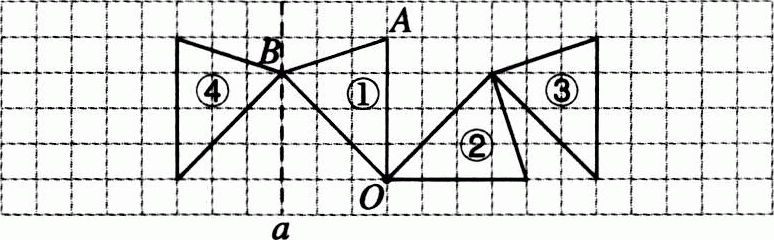 A
B
④
①
③
②
O
a